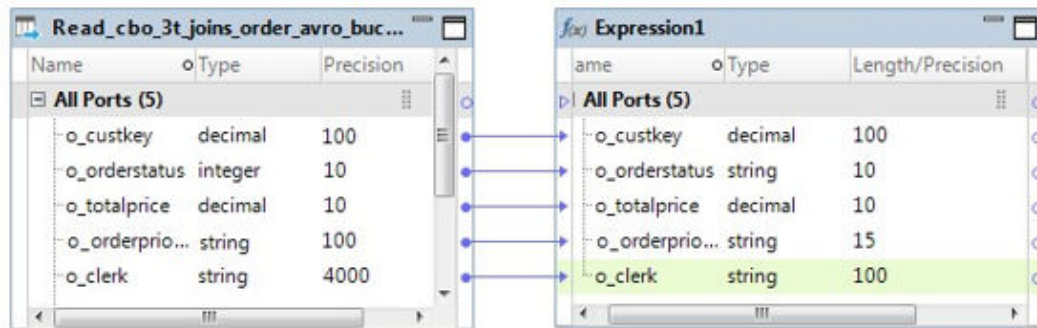 Read_cbo_3t_joins_order_avro_buc...
Name Type Precision
All Ports (5)
o_custkey decimal 100
o_orderstatus integer 10
o_totalprice decimal 10
o_orderprio... string 100
o_clerk string 4000
f(x) Expression1
ame Type Length/Precision
All Ports (5)
o_custkey decimal 100
o_orderstatus string 10
o_totalprice decimal 10
o_orderprio... string 15
o_clerk string 100